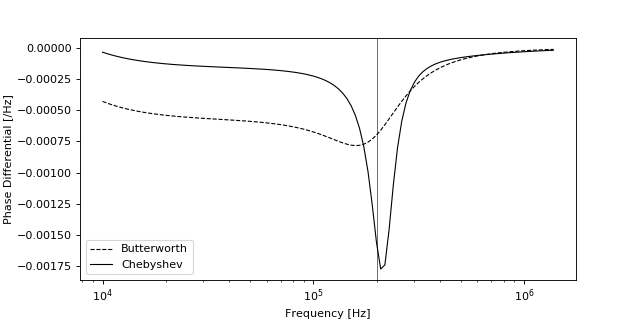 Phase Differential [/Hz]
0.00000
−0.00025
−0.00050
−0.00075
−0.00100
−0.00125
−0.00150
−0.00175
Butterworth
Chebyshev
10⁴ 10⁵ 10⁶
Frequency [Hz]